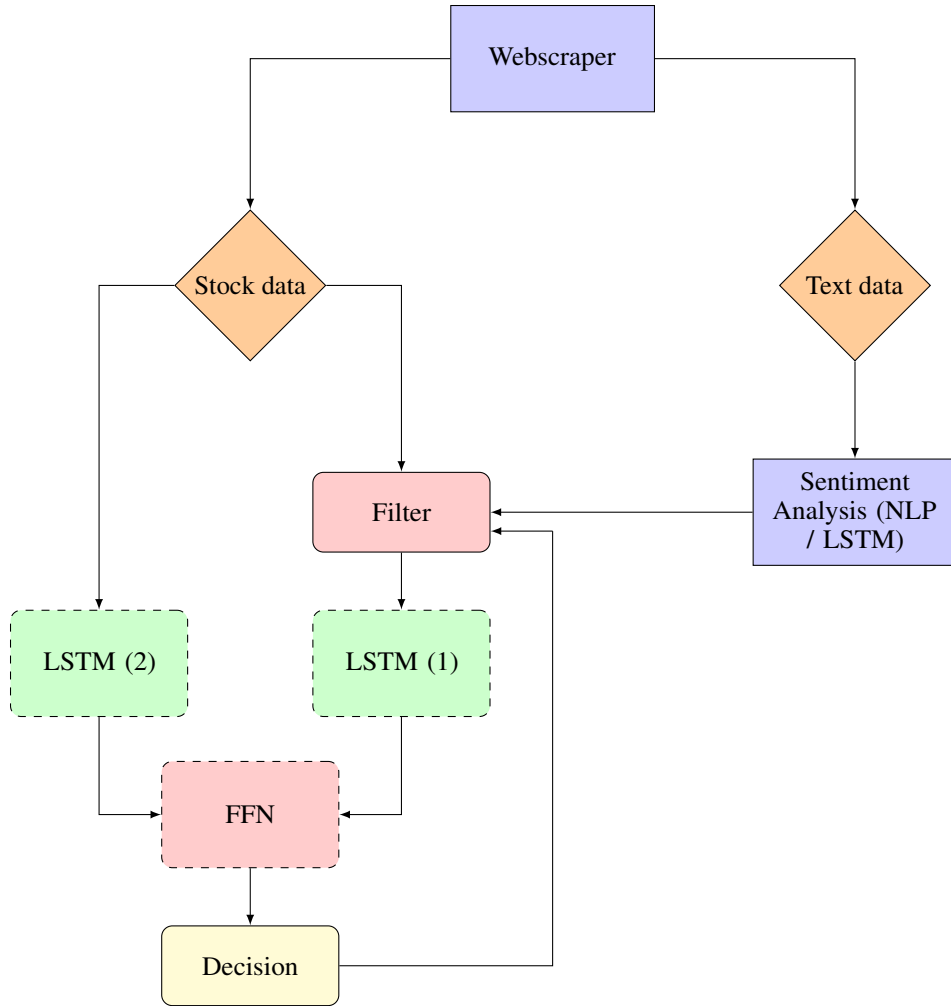 Webscraper
Stock data
Text data
Sentiment
Analysis (NLP
/ LSTM)
Filter
LSTM (2)
LSTM (1)
FFN
Decision